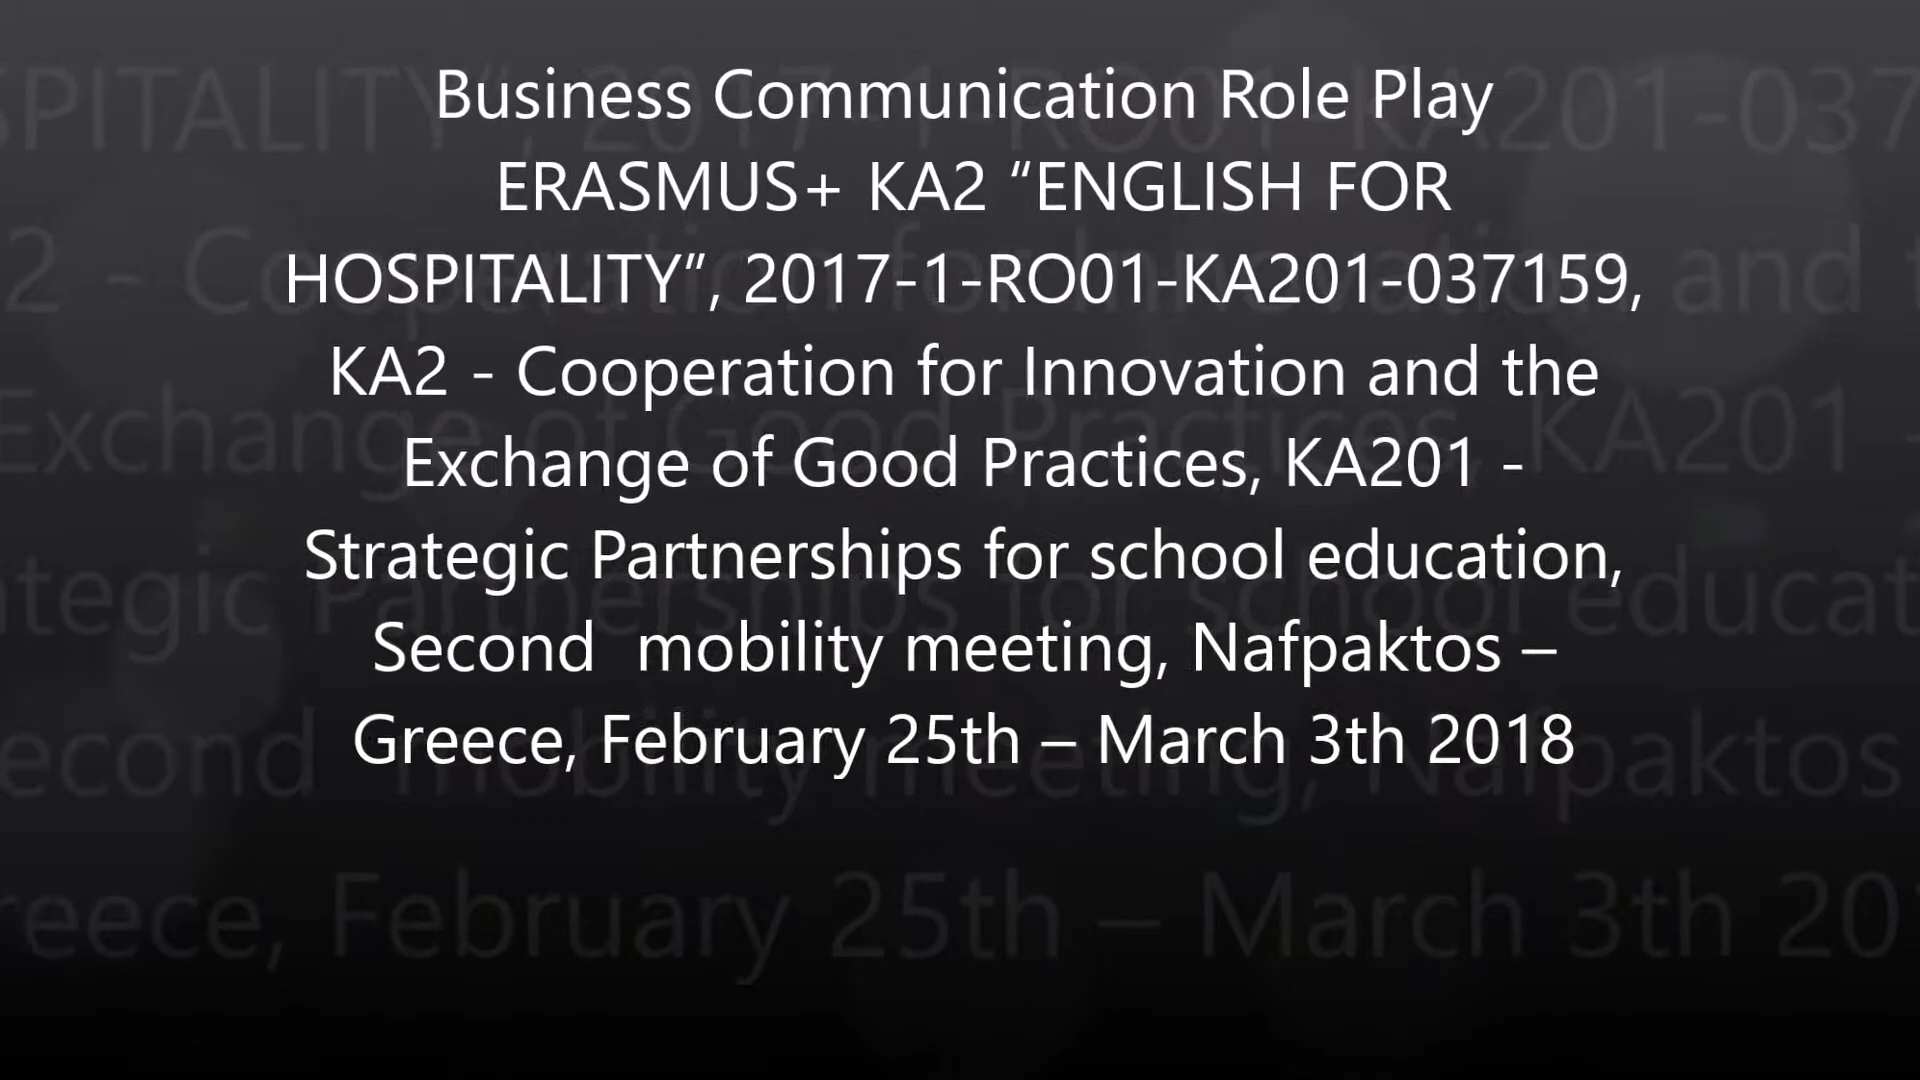 Business Communication Role Play
ERASMUS+ KA2 “ENGLISH FOR
HOSPITALITY”, 2017-1-RO01-KA201-037159,
KA2 - Cooperation for Innovation and the
Exchange of Good Practices, KA201 -
Strategic Partnerships for school education,
Second  mobility meeting, Nafpaktos –
Greece, February 25th – March 3th 2018